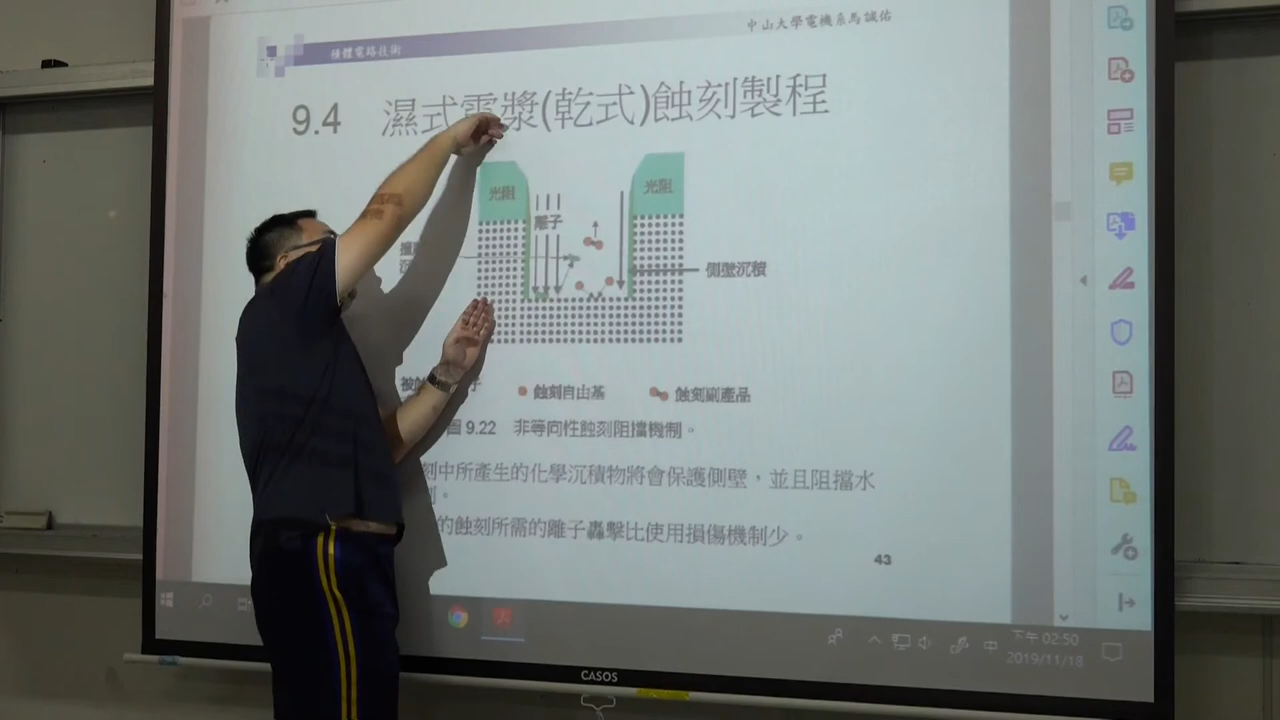 中山大學電機系馬誠佑
積體電路技術
9.4 濕式電漿(乾式)蝕刻製程
光阻
光阻
離子
側壁沉積
蝕刻自由基
蝕刻副產品
圖 9.22 非等向性蝕刻阻擋機制。
刻中所產生的化學沉積物將會保護側壁，並且阻擋水
刻。
的蝕刻所需的離子轟擊比使用損傷機制少。
43
中
下午 02:50
2019/11/18
CASOS